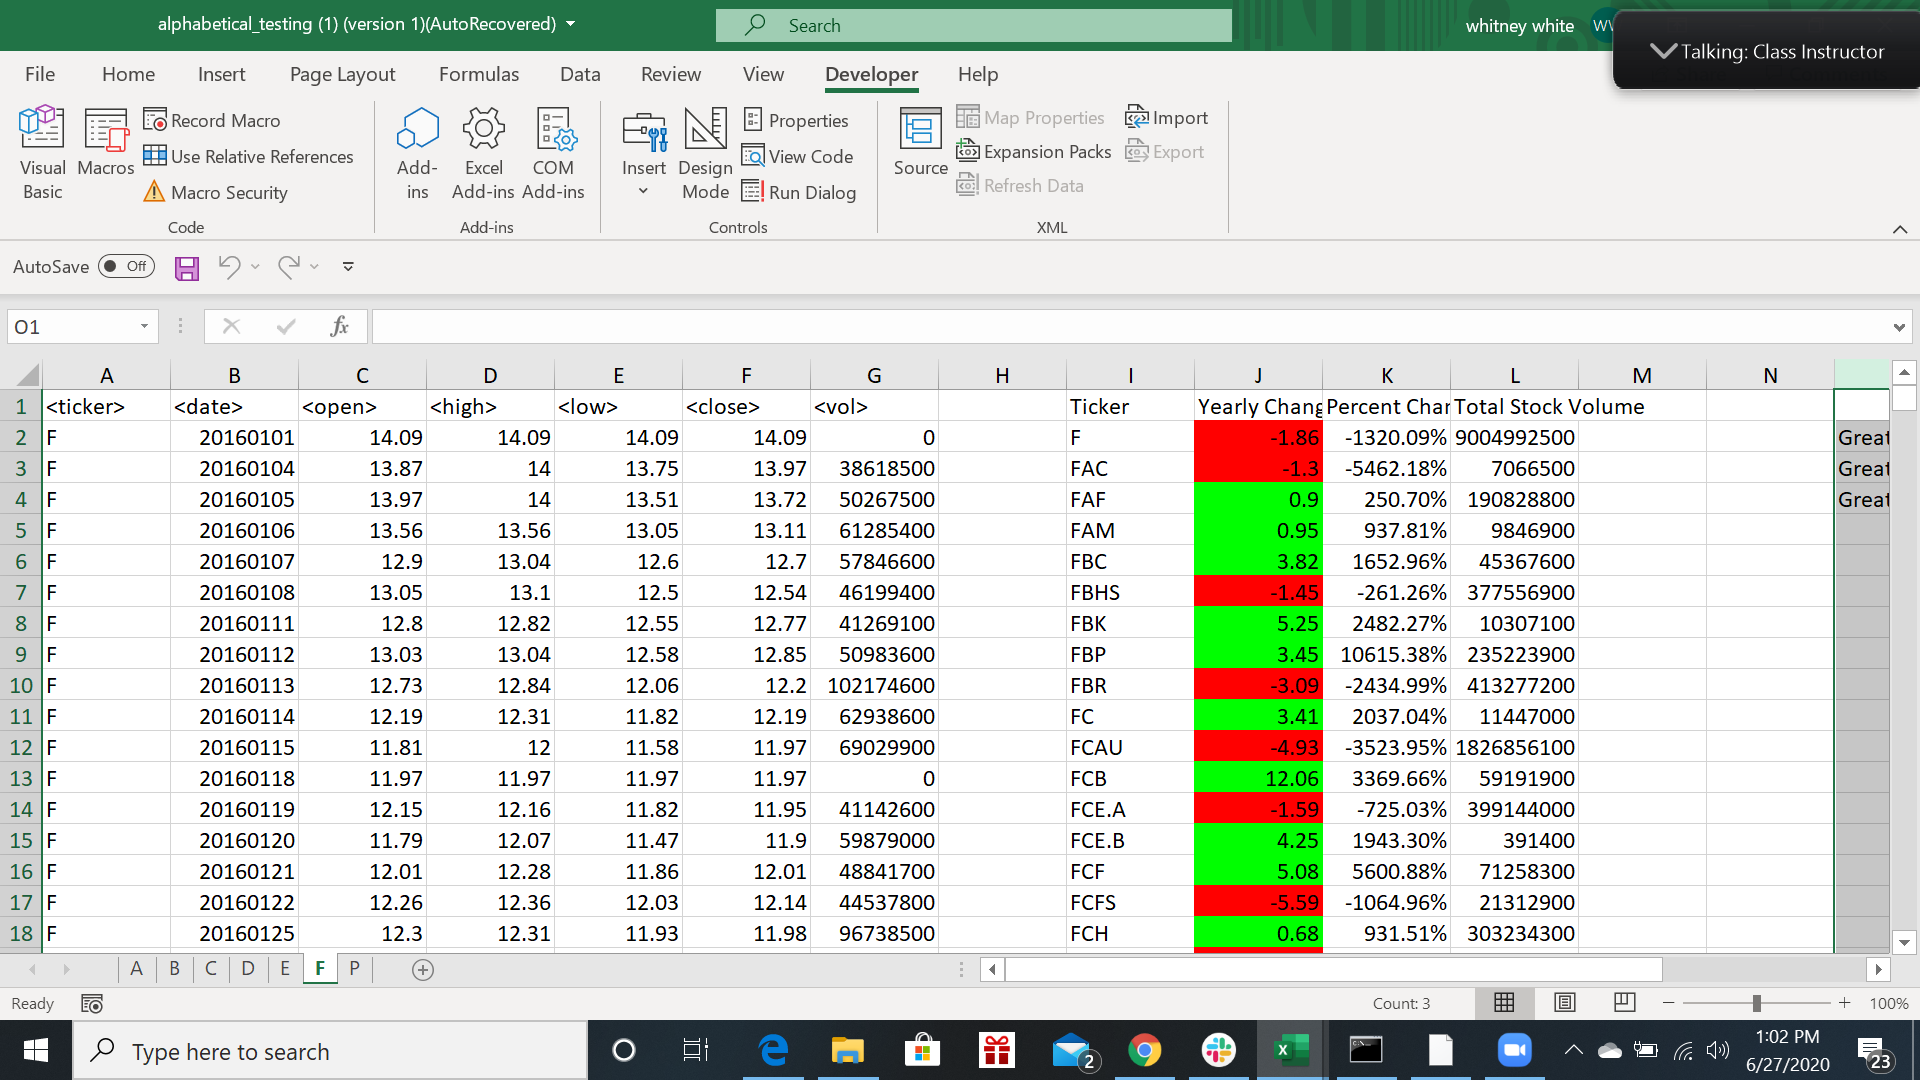 alphabetical_testing (1) (version 1)(AutoRecovered)
Search
whitney white
Talking: Class Instructor
File Home Insert Page Layout Formulas Data Review View Developer Help
Visual Basic
Macros
Record Macro
Use Relative References
Macro Security
Code
Add-ins
Excel Add-ins
COM Add-ins
Add-ins
Insert
Design Mode
Properties
View Code
Run Dialog
Controls
Source
Map Properties
Expansion Packs
Refresh Data
Import
Export
XML
AutoSave Off
O1
fx
A B C D E F G H I J K L M N
1 <ticker> <date> <open> <high> <low> <close> <vol> Ticker Yearly Chang Percent Char Total Stock Volume
2 F 20160101 14.09 14.09 14.09 14.09 0 F -1.86 -1320.09% 9004992500 Great
3 F 20160104 13.87 14 13.75 13.97 38618500 FAC -1.3 -5462.18% 7066500 Great
4 F 20160105 13.97 14 13.51 13.72 50267500 FAF 0.9 250.70% 190828800 Great
5 F 20160106 13.56 13.56 13.05 13.11 61285400 FAM 0.95 937.81% 9846900
6 F 20160107 12.9 13.04 12.6 12.7 57846600 FBC 3.82 1652.96% 45367600
7 F 20160108 13.05 13.1 12.5 12.54 46199400 FBHS -1.45 -261.26% 377556900
8 F 20160111 12.8 12.82 12.55 12.77 41269100 FBK 5.25 2482.27% 10307100
9 F 20160112 13.03 13.04 12.58 12.85 50983600 FBP 3.45 10615.38% 235223900
10 F 20160113 12.73 12.84 12.06 12.2 102174600 FBR -3.09 -2434.99% 413277200
11 F 20160114 12.19 12.31 11.82 12.19 62938600 FC 3.41 2037.04% 11447000
12 F 20160115 11.81 12 11.58 11.97 69029900 FCAU -4.93 -3523.95% 1826856100
13 F 20160118 11.97 11.97 11.97 11.97 0 FCB 12.06 3369.66% 59191900
14 F 20160119 12.15 12.16 11.82 11.95 41142600 FCE.A -1.59 -725.03% 399144000
15 F 20160120 11.79 12.07 11.47 11.9 59879000 FCE.B 4.25 1943.30% 391400
16 F 20160121 12.01 12.28 11.86 12.01 48841700 FCF 5.08 5600.88% 71258300
17 F 20160122 12.26 12.36 12.03 12.14 44537800 FCFS -5.59 -1064.96% 21312900
18 F 20160125 12.3 12.31 11.93 11.98 96738500 FCH 0.68 931.51% 303234300
A B C D E F P
Ready
Count: 3
100%
Type here to search
2
1:02 PM
6/27/2020
23